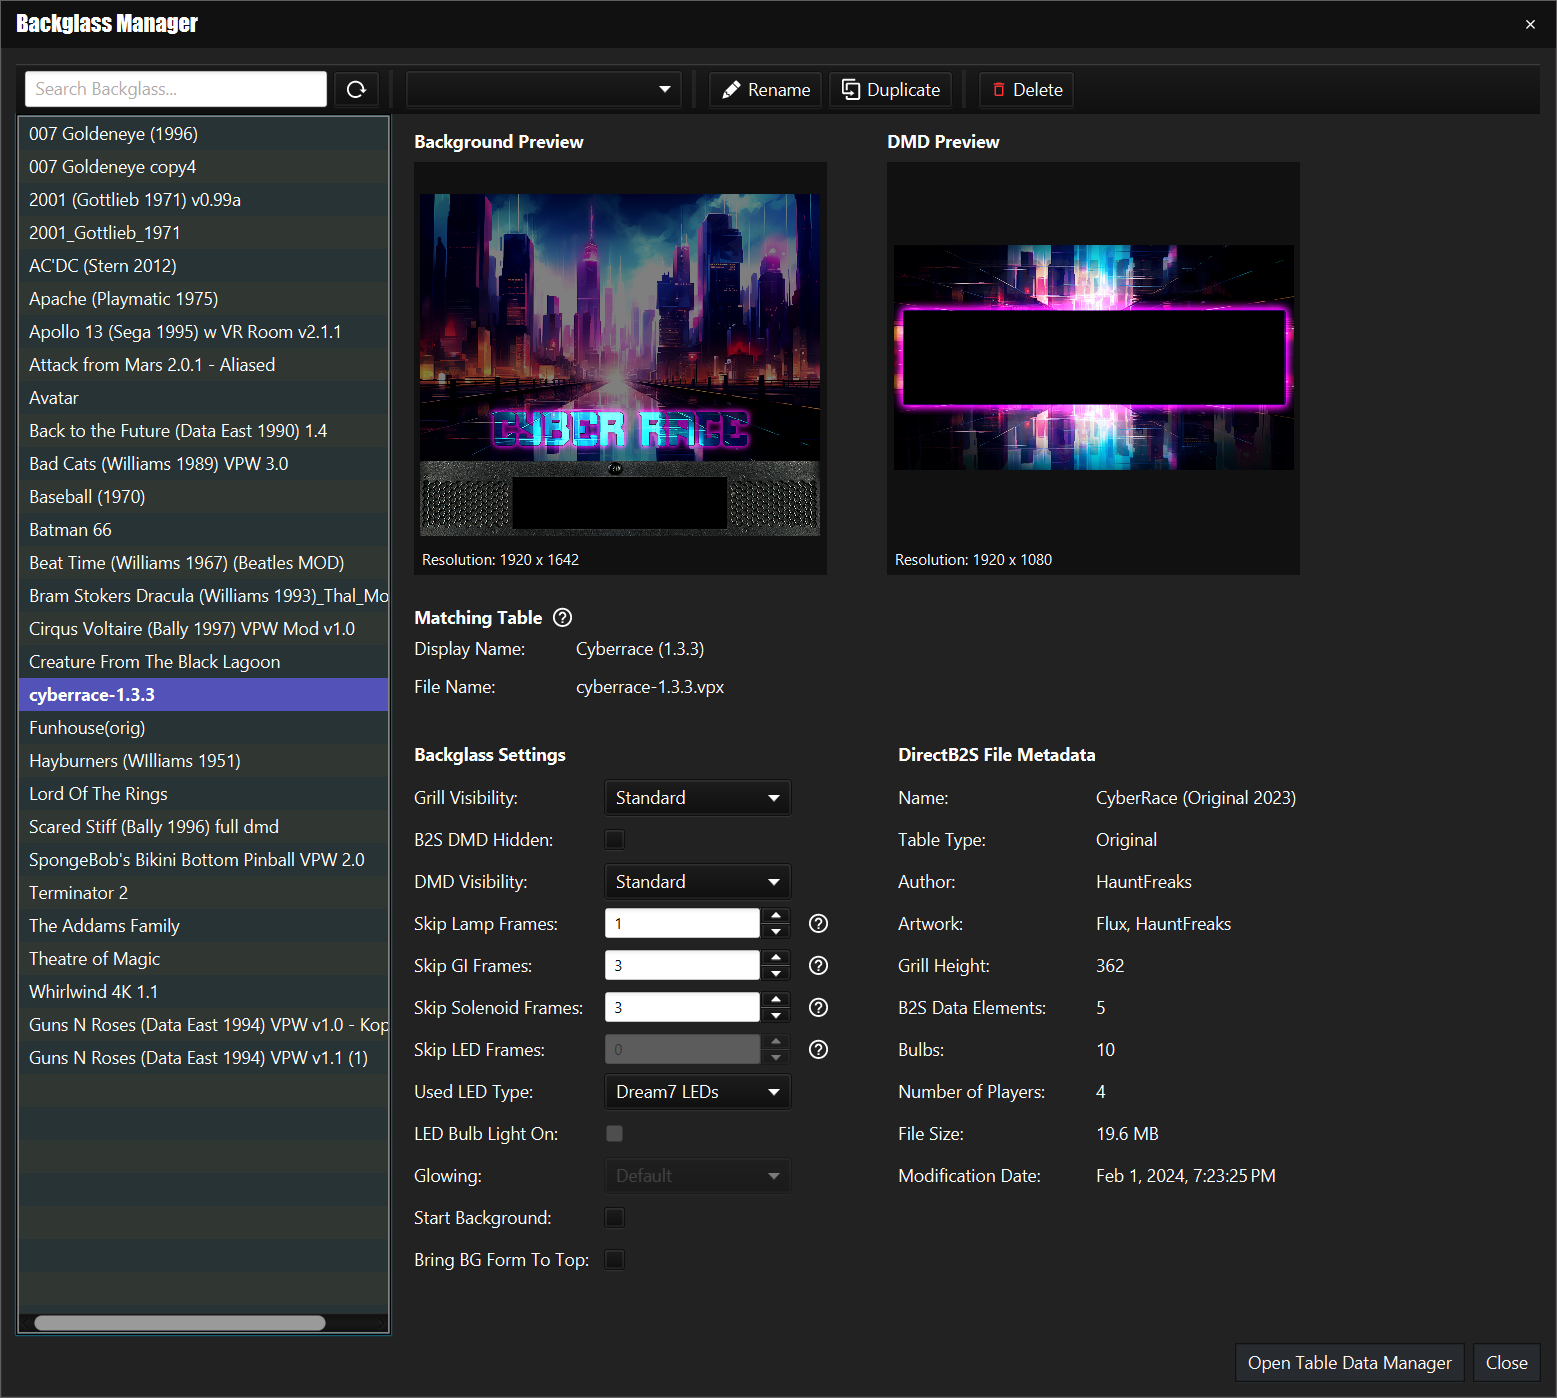 Backglass Manager
Search Backglass...
Rename
Duplicate
Delete
007 Goldeneye (1996)
007 Goldeneye copy4
2001 (Gottlieb 1971) v0.99a
2001_Gottlieb_1971
AC'DC (Stern 2012)
Apache (Playmatic 1975)
Apollo 13 (Sega 1995) w VR Room v2.1.1
Attack from Mars 2.0.1 - Aliased
Avatar
Back to the Future (Data East 1990) 1.4
Bad Cats (Williams 1989) VPW 3.0
Baseball (1970)
Batman 66
Beat Time (Williams 1967) (Beatles MOD)
Bram Stokers Dracula (Williams 1993)_Thal_Mo
Cirqus Voltaire (Bally 1997) VPW Mod v1.0
Creature From The Black Lagoon
cyberrace-1.3.3
Funhouse(orig)
Hayburners (WIlliams 1951)
Lord Of The Rings
Scared Stiff (Bally 1996) full dmd
SpongeBob's Bikini Bottom Pinball VPW 2.0
Terminator 2
The Addams Family
Theatre of Magic
Whirlwind 4K 1.1
Guns N Roses (Data East 1994) VPW v1.0 - Kop
Guns N Roses (Data East 1994) VPW v1.1 (1)
Background Preview
CYBER RACE
Resolution: 1920 x 1642
DMD Preview
Resolution: 1920 x 1080
Matching Table
Display Name: Cyberrace (1.3.3)
File Name: cyberrace-1.3.3.vpx
Backglass Settings
Grill Visibility: Standard
B2S DMD Hidden:
DMD Visibility: Standard
Skip Lamp Frames: 1
Skip GI Frames: 3
Skip Solenoid Frames: 3
Skip LED Frames: 0
Used LED Type: Dream7 LEDs
LED Bulb Light On:
Glowing: Default
Start Background:
Bring BG Form To Top:
DirectB2S File Metadata
Name: CyberRace (Original 2023)
Table Type: Original
Author: HauntFreaks
Artwork: Flux, HauntFreaks
Grill Height: 362
B2S Data Elements: 5
Bulbs: 10
Number of Players: 4
File Size: 19.6 MB
Modification Date: Feb 1, 2024, 7:23:25 PM
Open Table Data Manager
Close